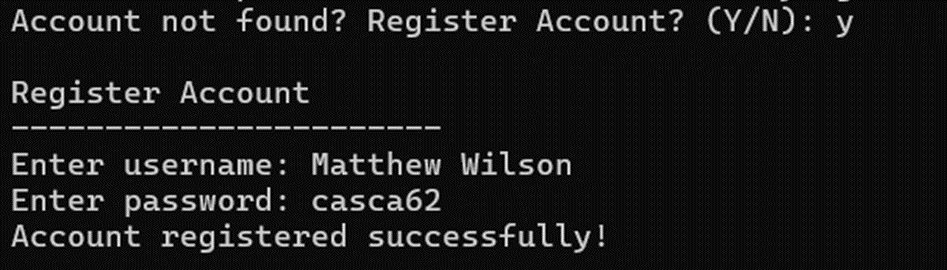 Account not found? Register Account? (Y/N): y
Register Account
-----------------------
Enter username: Matthew Wilson
Enter password: casca62
Account registered successfully!